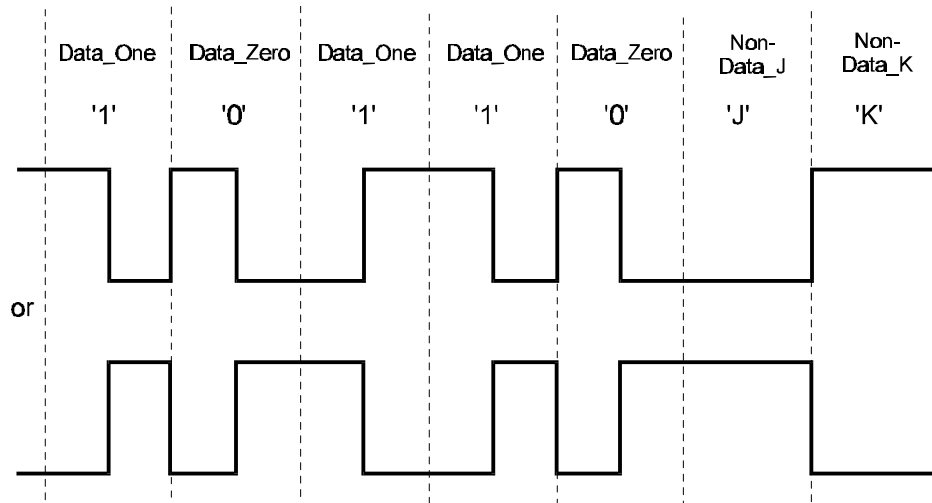 Data_One Data_Zero Data_One Data_One Data_Zero Non-Data_J Non-Data_K
'1' '0' '1' '1' '0' 'J' 'K'
or